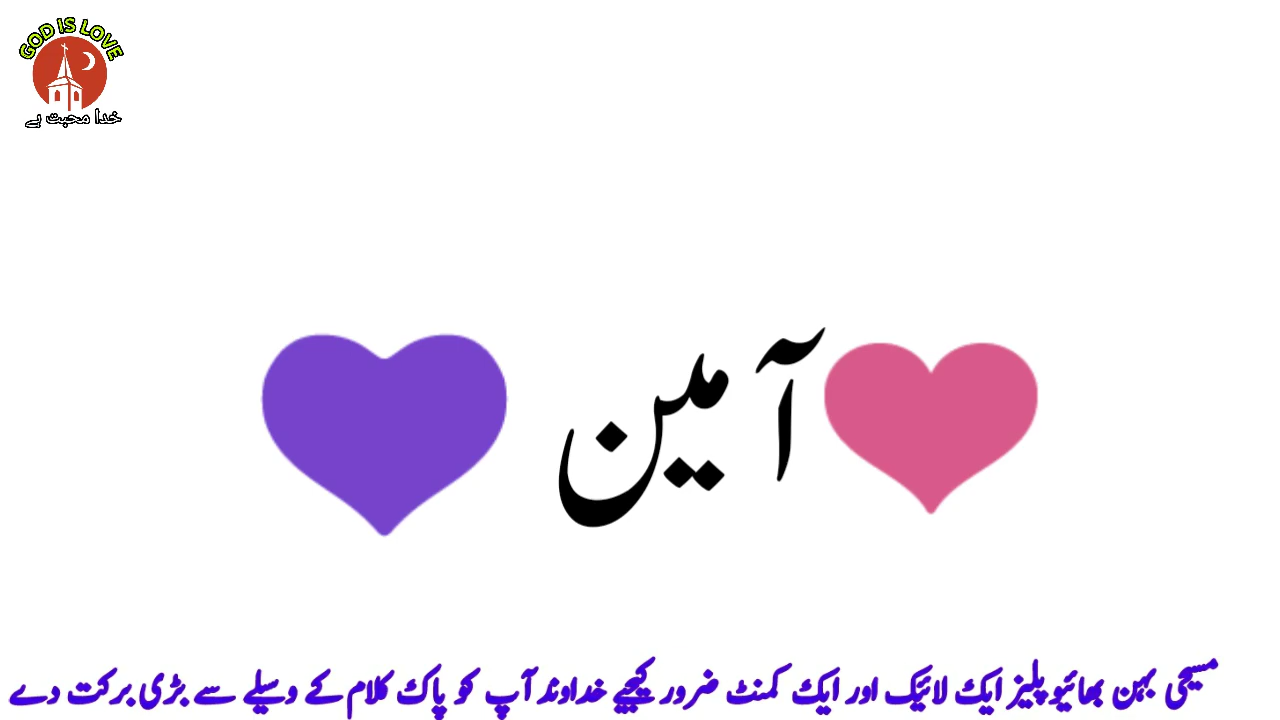 GOD IS LOVE
خدا محبت ہے
آمین
مسیحی بہن بھائیو پلیز ایک لائیک اور ایک کمنٹ ضرور کیجیے خداوند آپ کو پاک کلام کے وسیلے سے بڑی برکت دے